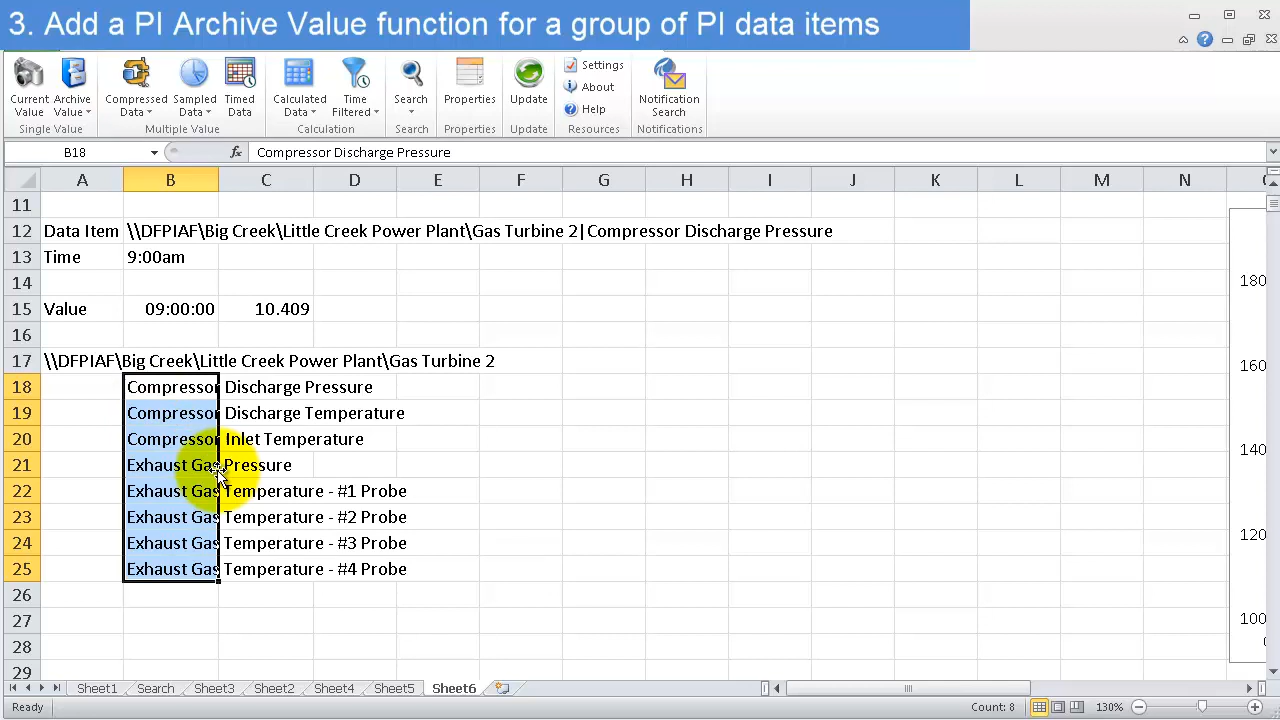 3. Add a PI Archive Value function for a group of PI data items
Current Value
Archive Value
Single Value
Compressed Data
Sampled Data
Timed Data
Multiple Value
Calculated Data
Time Filtered
Calculation
Search
Search
Properties
Properties
Update
Update
Settings
About
Help
Resources
Notification Search
Notifications
B18 fx Compressor Discharge Pressure
A B C D E F G H I J K L M N
11
12 Data Item \\DFPIAF\Big Creek\Little Creek Power Plant\Gas Turbine 2|Compressor Discharge Pressure
13 Time 9:00am
14
15 Value 09:00:00 10.409
16
17 \\DFPIAF\Big Creek\Little Creek Power Plant\Gas Turbine 2
18 Compressor Discharge Pressure
19 Compressor Discharge Temperature
20 Compressor Inlet Temperature
21 Exhaust Gas Pressure
22 Exhaust Gas Temperature - #1 Probe
23 Exhaust Gas Temperature - #2 Probe
24 Exhaust Gas Temperature - #3 Probe
25 Exhaust Gas Temperature - #4 Probe
26
27
28
29
180
160
140
120
100
Sheet1 Search Sheet3 Sheet2 Sheet4 Sheet5 Sheet6
Ready Count: 8 130%